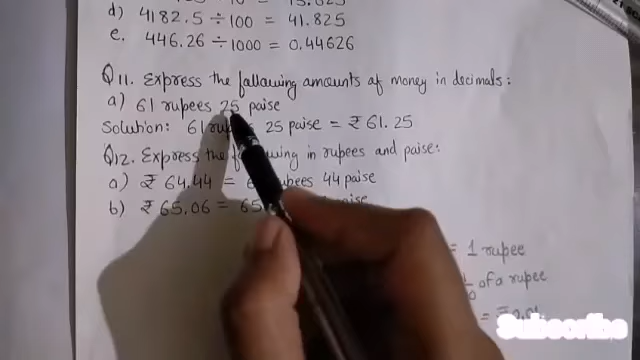 d) 4182.5 ÷ 100 = 41.825
e. 446.26 ÷ 1000 = 0.44626
Q11. Express the following amounts of money in decimals:
a) 61 rupees 25 paise
Solution: 61 25 paise = ₹ 61.25
Q12. Express the in rupees and paise:
a) ₹ 64.44 = 44 paise
b) ₹ 65.06 = 65
= 1 rupee
of a rupee
Subscribe